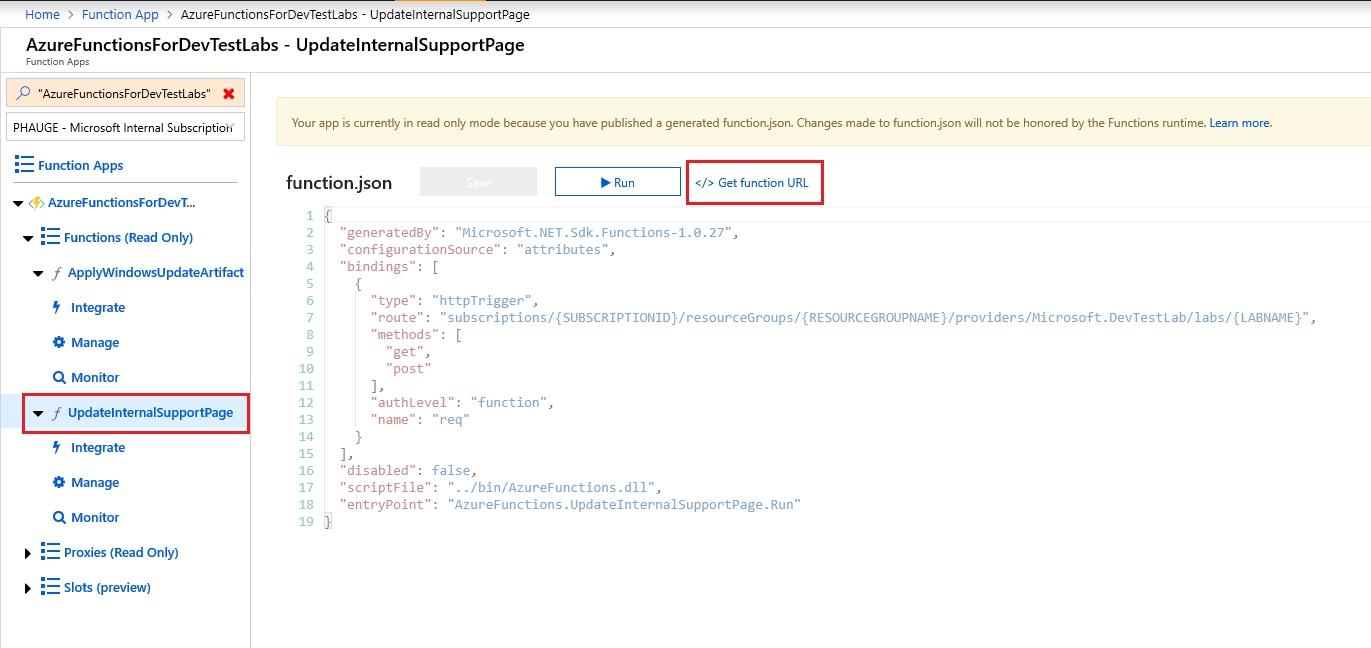 Home > Function App > AzureFunctionsForDevTestLabs - UpdateInternalSupportPage
AzureFunctionsForDevTestLabs - UpdateInternalSupportPage
Function Apps
"AzureFunctionsForDevTestLabs"
PHAUGE - Microsoft Internal Subscription
Function Apps
AzureFunctionsForDevT...
Functions (Read Only)
ApplyWindowsUpdateArtifact
Integrate
Manage
Monitor
UpdateInternalSupportPage
Integrate
Manage
Monitor
Proxies (Read Only)
Slots (preview)
Your app is currently in read only mode because you have published a generated function.json. Changes made to function.json will not be honored by the Functions runtime. Learn more.
function.json Save Run </> Get function URL
1 {
2 "generatedBy": "Microsoft.NET.Sdk.Functions-1.0.27",
3 "configurationSource": "attributes",
4 "bindings": [
5 {
6 "type": "httpTrigger",
7 "route": "subscriptions/{SUBSCRIPTIONID}/resourceGroups/{RESOURCEGROUPNAME}/providers/Microsoft.DevTestLab/labs/{LABNAME}",
8 "methods": [
9 "get",
10 "post"
11 ],
12 "authLevel": "function",
13 "name": "req"
14 }
15 ],
16 "disabled": false,
17 "scriptFile": "../bin/AzureFunctions.dll",
18 "entryPoint": "AzureFunctions.UpdateInternalSupportPage.Run"
19 }